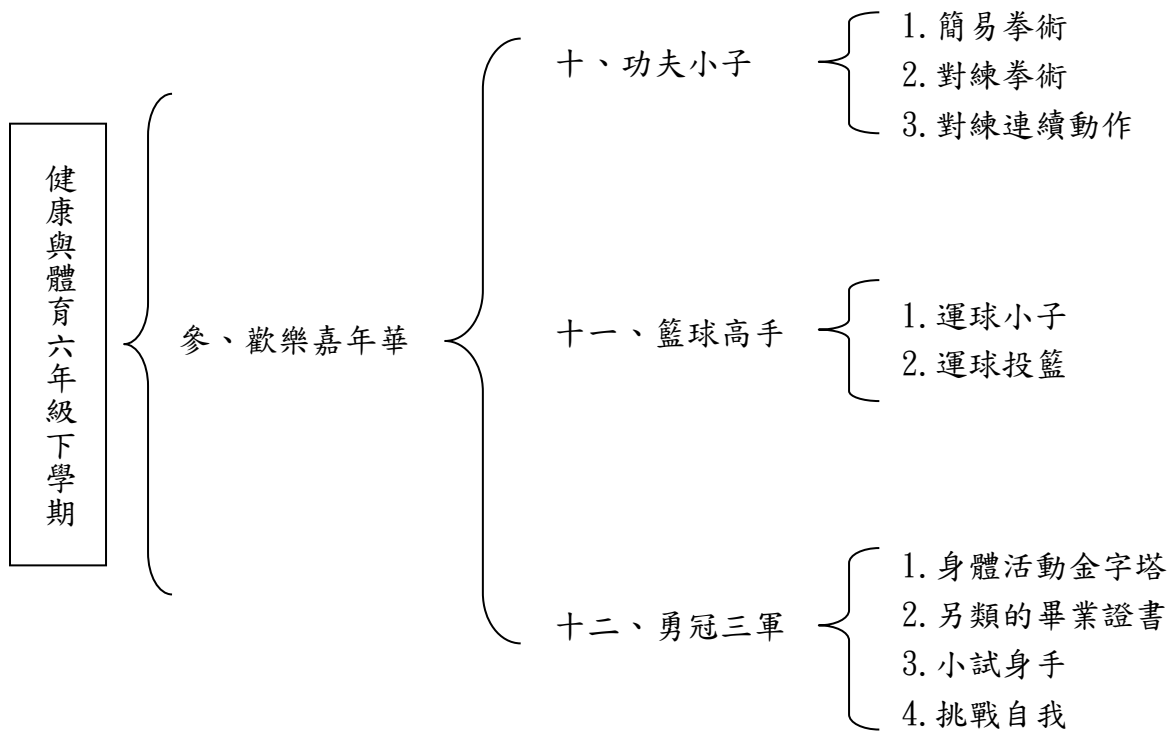 健康與體育六年級下學期
參、歡樂嘉年華
十、功夫小子
1.簡易拳術
2.對練拳術
3.對練連續動作
十一、籃球高手
1.運球小子
2.運球投籃
十二、勇冠三軍
1.身體活動金字塔
2.另類的畢業證書
3.小試身手
4.挑戰自我